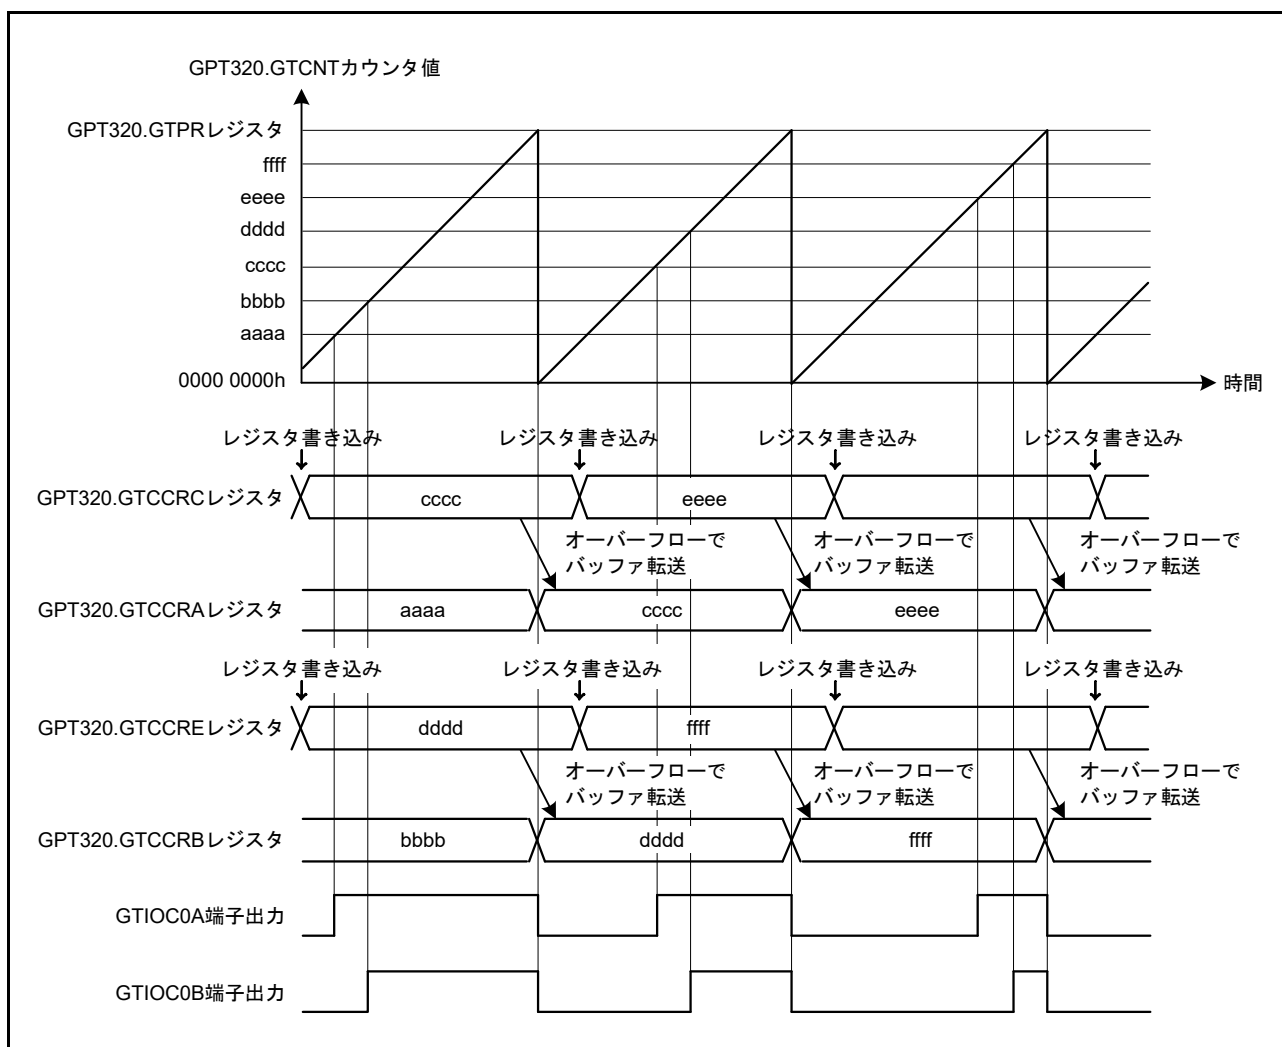 GPT320.GTCNTカウンタ値
GPT320.GTPRレジスタ
ffff
eeee
dddd
cccc
bbbb
aaaa
0000 0000h
時間
レジスタ書き込み レジスタ書き込み レジスタ書き込み レジスタ書き込み
GPT320.GTCCRCレジスタ cccc eeee
オーバーフローで オーバーフローで オーバーフローで
バッファ転送 バッファ転送 バッファ転送
GPT320.GTCCRAレジスタ aaaa cccc eeee
レジスタ書き込み レジスタ書き込み レジスタ書き込み レジスタ書き込み
GPT320.GTCCREレジスタ dddd ffff
オーバーフローで オーバーフローで オーバーフローで
バッファ転送 バッファ転送 バッファ転送
GPT320.GTCCRBレジスタ bbbb dddd ffff
GTIOC0A端子出力
GTIOC0B端子出力